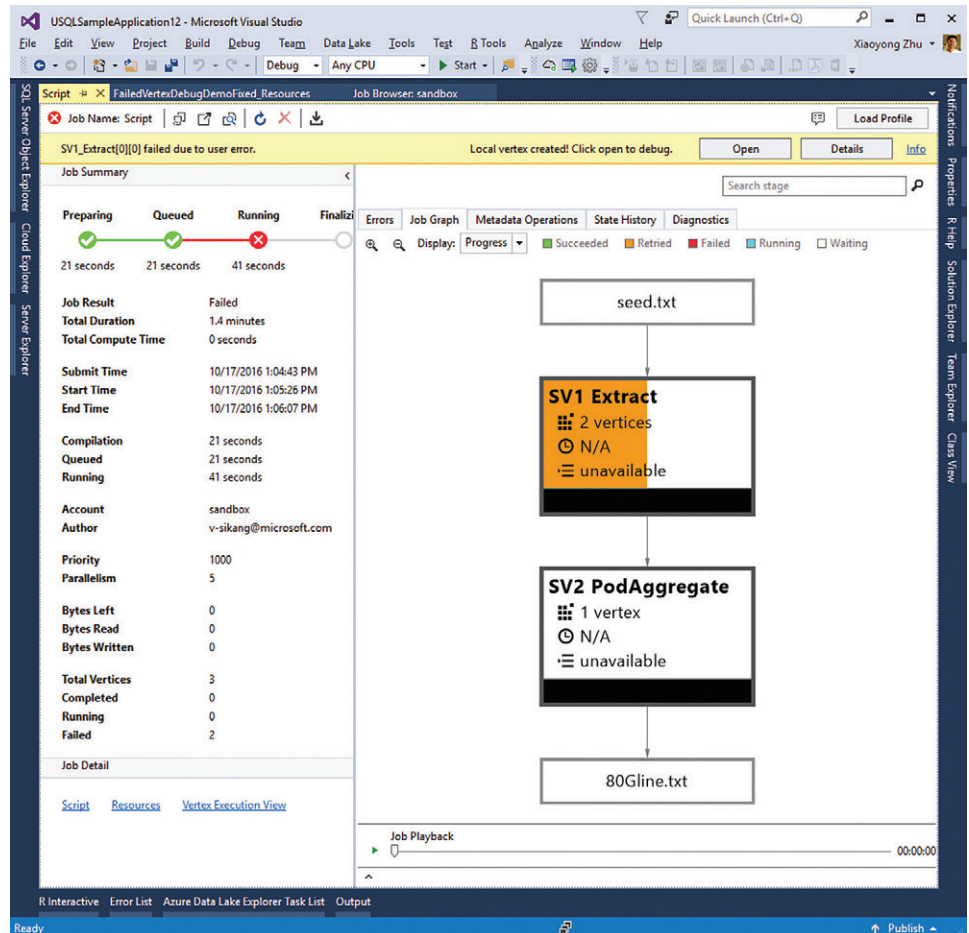 USQLSampleApplication12 - Microsoft Visual Studio
Quick Launch (Ctrl+Q)
File Edit View Project Build Debug Team Data Lake Tools Test R Tools Analyze Window Help
Xiaoyong Zhu
Debug Any CPU Start
SQL Server Object Explorer
Cloud Explorer
Server Explorer
Script FailedVertexDebugDemoFixed_Resources Job Browser: sandbox
Job Name: Script
Load Profile
SV1_Extract[0][0] failed due to user error. Local vertex created! Click open to debug. Open Details Info
Job Summary
Preparing Queued Running Finalizi
21 seconds 21 seconds 41 seconds
Job Result Failed
Total Duration 1.4 minutes
Total Compute Time 0 seconds
Submit Time 10/17/2016 1:04:43 PM
Start Time 10/17/2016 1:05:26 PM
End Time 10/17/2016 1:06:07 PM
Compilation 21 seconds
Queued 21 seconds
Running 41 seconds
Account sandbox
Author v-sikang@microsoft.com
Priority 1000
Parallelism 5
Bytes Left 0
Bytes Read 0
Bytes Written 0
Total Vertices 3
Completed 0
Running 0
Failed 2
Job Detail
Script Resources Vertex Execution View
Search stage
Errors Job Graph Metadata Operations State History Diagnostics
Display: Progress Succeeded Retried Failed Running Waiting
seed.txt
SV1 Extract
2 vertices
N/A
unavailable
SV2 PodAggregate
1 vertex
N/A
unavailable
80Gline.txt
Job Playback
00:00:00
Notifications
Properties
R Help
Solution Explorer
Team Explorer
Class View
R Interactive Error List Azure Data Lake Explorer Task List Output
Ready
Publish